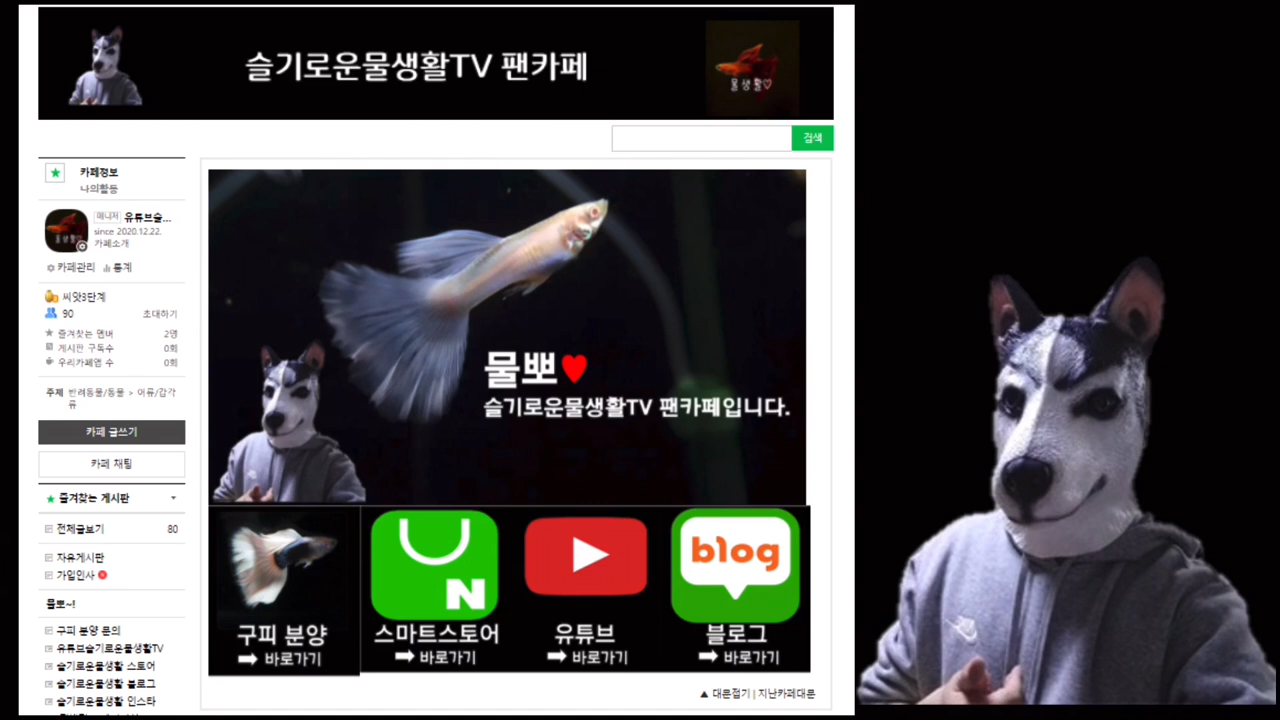 슬기로운물생활TV 팬카페
물생활♡
검색
카페정보
나의활동
매니저 유튜브슬...
since 2020.12.22.
카페소개
카페관리 통계
씨앗3단계
90 초대하기
즐겨찾는 멤버 2명
게시판 구독수 0회
우리카페앱 수 0회
주제 반려동물/동물 > 어류/갑각
류
카페 글쓰기
카페 채팅
즐겨찾는 게시판
전체글보기 80
자유게시판
가입인사
물뽀~!
구피 분양 문의
유튜브슬기로운물생활TV
슬기로운물생활 스토어
슬기로운물생활 블로그
슬기로운물생활 인스타
물뽀♥
슬기로운물생활TV 팬카페입니다.
N
blog
구피 분양
➡ 바로가기
스마트스토어
➡ 바로가기
유튜브
➡ 바로가기
블로그
➡ 바로가기
▲ 대문접기 | 지난카페대문